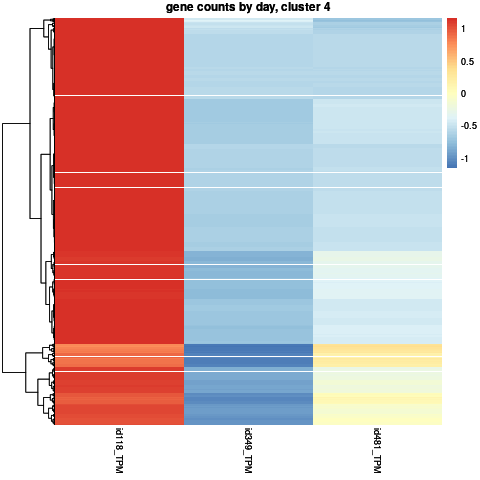 gene counts by day, cluster 4
1
0.5
0
-0.5
-1
id118_TPM
id349_TPM
id481_TPM